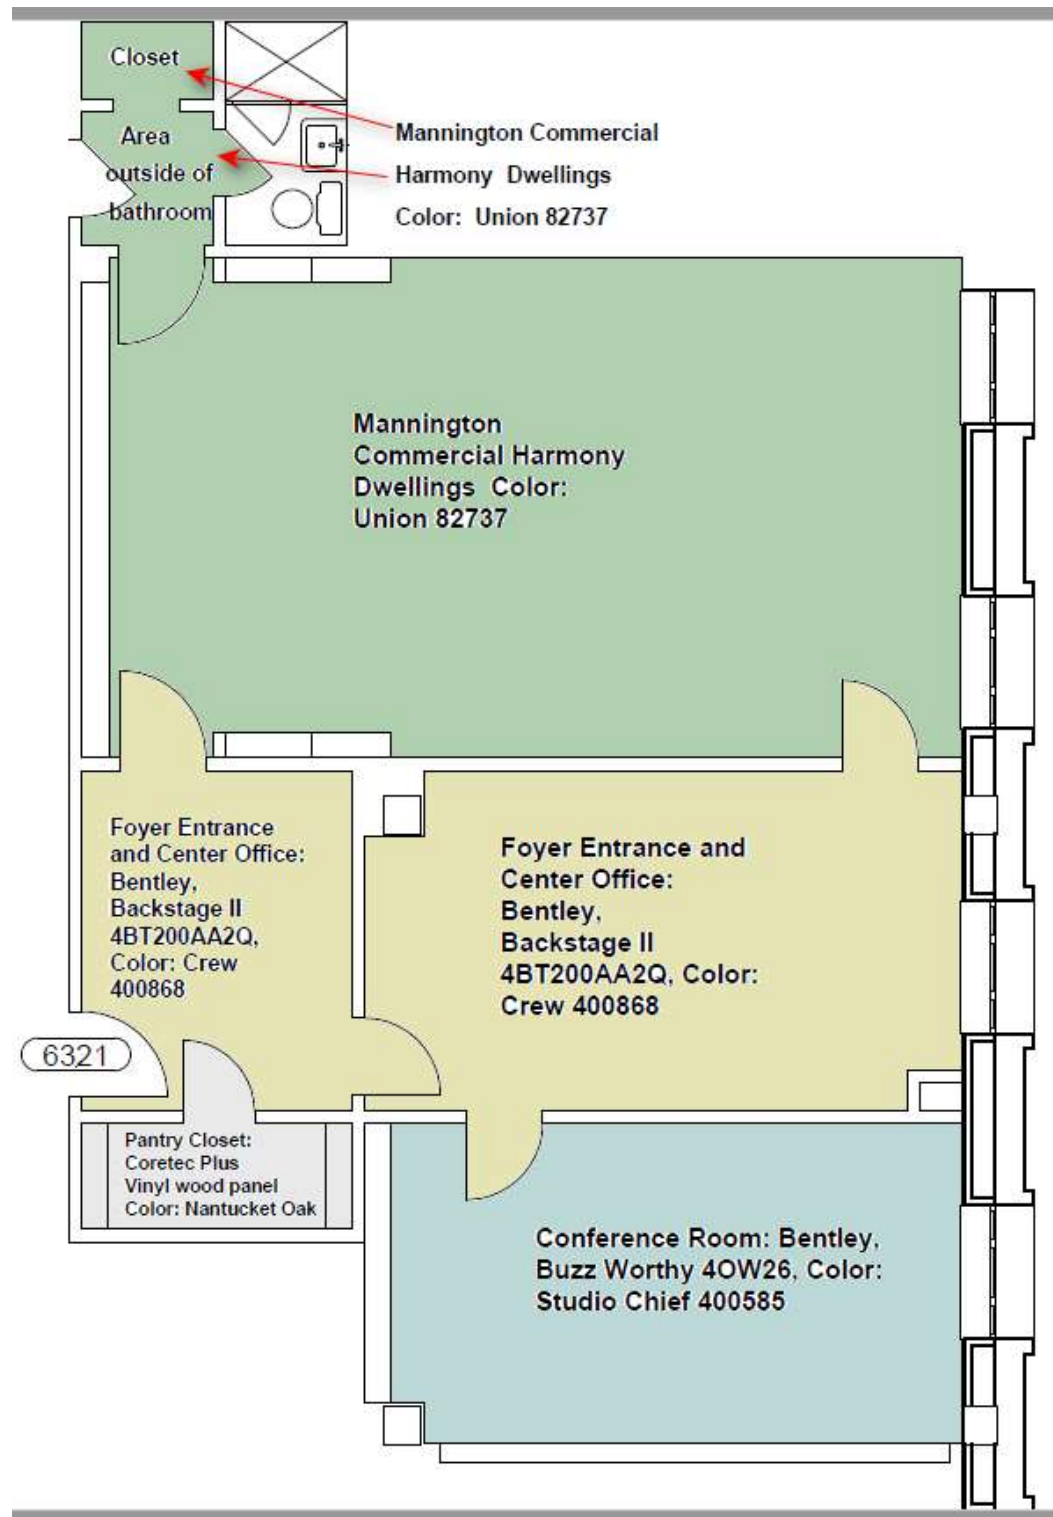 Closet
Area
outside of
bathroom
Mannington Commercial
Harmony Dwellings
Color: Union 82737
Mannington
Commercial Harmony
Dwellings Color:
Union 82737
Foyer Entrance
and Center Office:
Bentley,
Backstage II
4BT200AA2Q,
Color: Crew
400868
Foyer Entrance and
Center Office:
Bentley,
Backstage II
4BT200AA2Q, Color:
Crew 400868
6321
Pantry Closet:
Coretec Plus
Vinyl wood panel
Color: Nantucket Oak
Conference Room: Bentley,
Buzz Worthy 4OW26, Color:
Studio Chief 400585